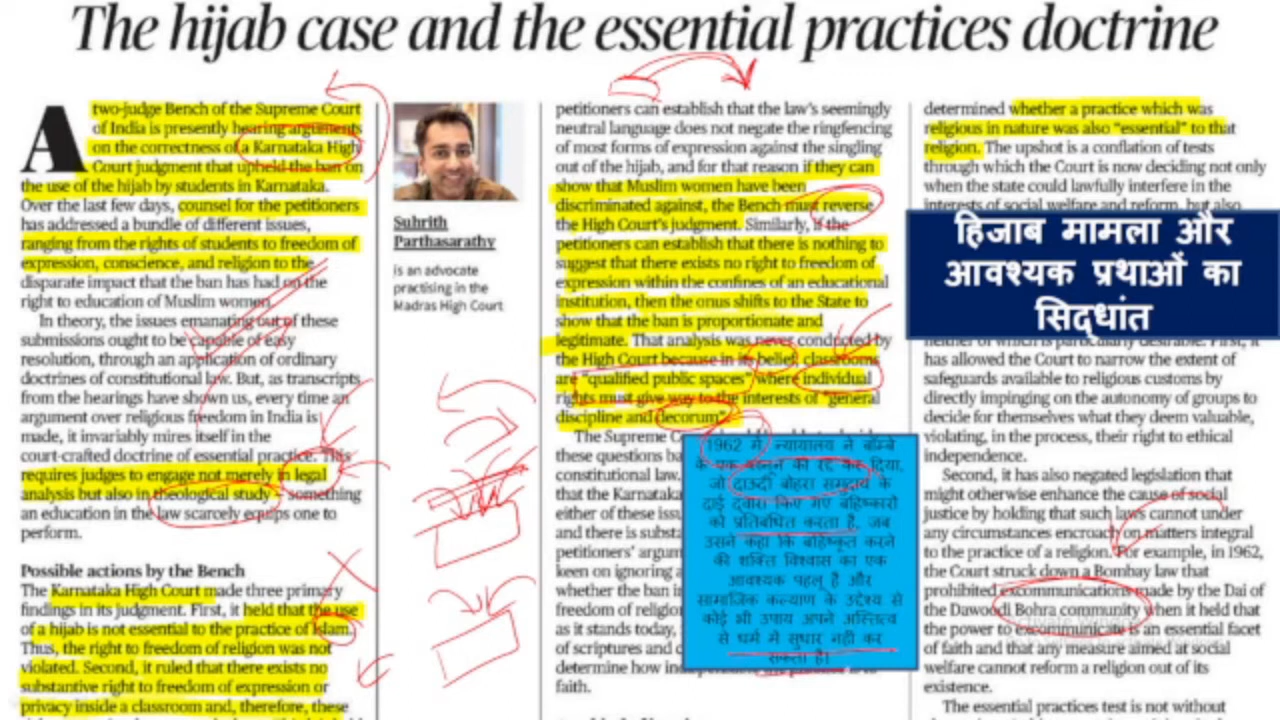 The hijab case and the essential practices doctrine
A two-judge Bench of the Supreme Court
of India is presently hearing arguments
on the correctness of a Karnataka High
Court judgment that upheld the ban on
the use of the hijab by students in Karnataka.
Over the last few days, counsel for the petitioners
has addressed a bundle of different issues,
ranging from the rights of students to freedom of
expression, conscience, and religion to the
disparate impact that the ban has had on the
right to education of Muslim women.
In theory, the issues emanating out of these
submissions ought to be capable of easy
resolution, through an application of ordinary
doctrines of constitutional law. But, as transcripts
from the hearings have shown us, every time an
argument over religious freedom in India is
made, it invariably mires itself in the
court-crafted doctrine of essential practice. This
requires judges to engage not merely in legal
analysis but also in theological study – something
an education in the law scarcely equips one to
perform.
Possible actions by the Bench
The Karnataka High Court made three primary
findings in its judgment. First, it held that the use
of a hijab is not essential to the practice of Islam.
Thus, the right to freedom of religion was not
violated. Second, it ruled that there exists no
substantive right to freedom of expression or
privacy inside a classroom and, therefore, these
Suhrith
Parthasarathy
is an advocate
practising in the
Madras High Court
petitioners can establish that the law's seemingly
neutral language does not negate the ringfencing
of most forms of expression against the singling
out of the hijab, and for that reason if they can
show that Muslim women have been
discriminated against, the Bench must reverse
the High Court's judgment. Similarly, if the
petitioners can establish that there is nothing to
suggest that there exists no right to freedom of
expression within the confines of an educational
institution, then the onus shifts to the State to
show that the ban is proportionate and
legitimate. That analysis was never conducted by
the High Court because in its belief, classrooms
are "qualified public spaces" where individual
rights must give way to the interests of "general
discipline and decorum".
The Supreme
these questions
constitutional law.
that the Karnataka
either of these
and there is
petitioners'
keen on ignoring
whether the ban
freedom of
as it stands today,
of scriptures and
determine how
faith.
1962 में न्यायालय ने बॉम्बे
के एक कानून को रद्द कर दिया,
जो दाऊदी बोहरा समुदाय के
दाई द्वारा किए गए बहिष्कारों
को प्रतिबंधित करता है, जब
उसने कहा कि बहिष्कृत करने
की शक्ति विश्वास का एक
आवश्यक पहलू है और
सामाजिक कल्याण के उद्देश्य से
कोई भी उपाय अपने अस्तित्व
से धर्म में सुधार नहीं कर
सकता है।
determined whether a practice which was
religious in nature was also "essential" to that
religion. The upshot is a conflation of tests
through which the Court is now deciding not only
when the state could lawfully interfere in the
interests of social welfare and reform, but also
हिजाब मामला और
आवश्यक प्रथाओं का
सिद्धांत
neither of which is particularly desirable. First, it
has allowed the Court to narrow the extent of
safeguards available to religious customs by
directly impinging on the autonomy of groups to
decide for themselves what they deem valuable,
violating, in the process, their right to ethical
independence.
Second, it has also negated legislation that
might otherwise enhance the cause of social
justice by holding that such laws cannot under
any circumstances encroach on matters integral
to the practice of a religion. For example, in 1962,
the Court struck down a Bombay law that
prohibited excommunications made by the Dai of
the Dawoodi Bohra community when it held that
the power to excommunicate is an essential facet
of faith and that any measure aimed at social
welfare cannot reform a religion out of its
existence.
The essential practices test is not without